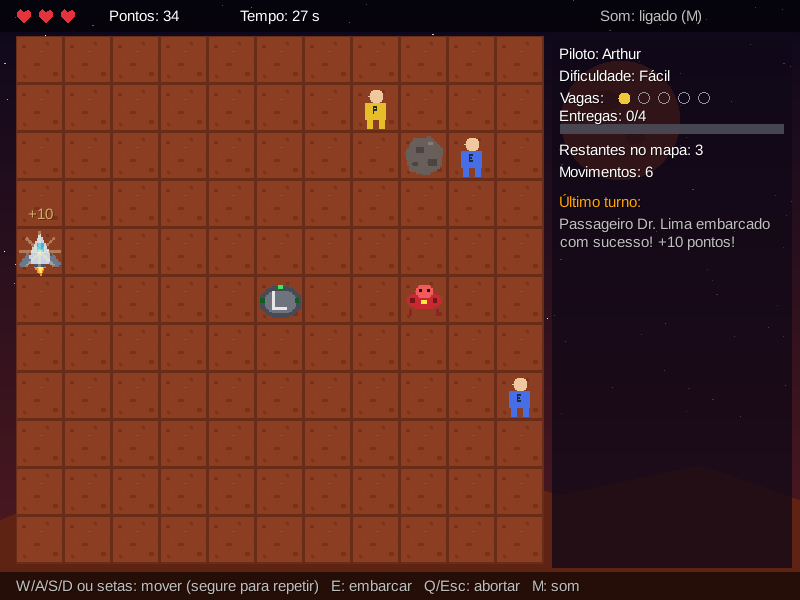 Pontos: 34 Tempo: 27 s Som: ligado (M)
Piloto: Arthur
Dificuldade: Fácil
Vagas:
Entregas: 0/4
Restantes no mapa: 3
Movimentos: 6
Último turno:
Passageiro Dr. Lima embarcado
com sucesso! +10 pontos!
P
E
+10
L
E
W/A/S/D ou setas: mover (segure para repetir) E: embarcar Q/Esc: abortar M: som